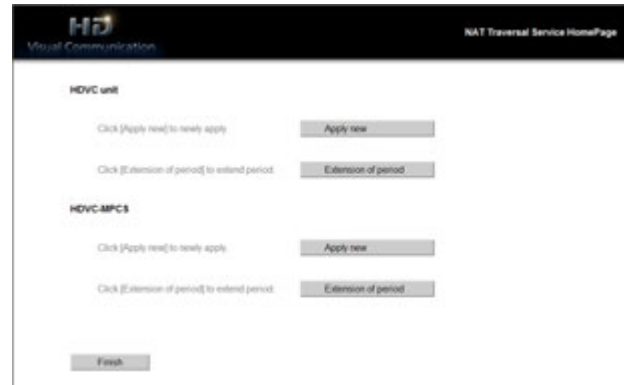 HD
Visual Communication
NAT Traversal Service HomePage
HDVC unit
Click [Apply new] to newly apply. Apply new
Click [Extension of period] to extend period. Extension of period
HDVC-MPCS
Click [Apply new] to newly apply. Apply new
Click [Extension of period] to extend period. Extension of period
Finish